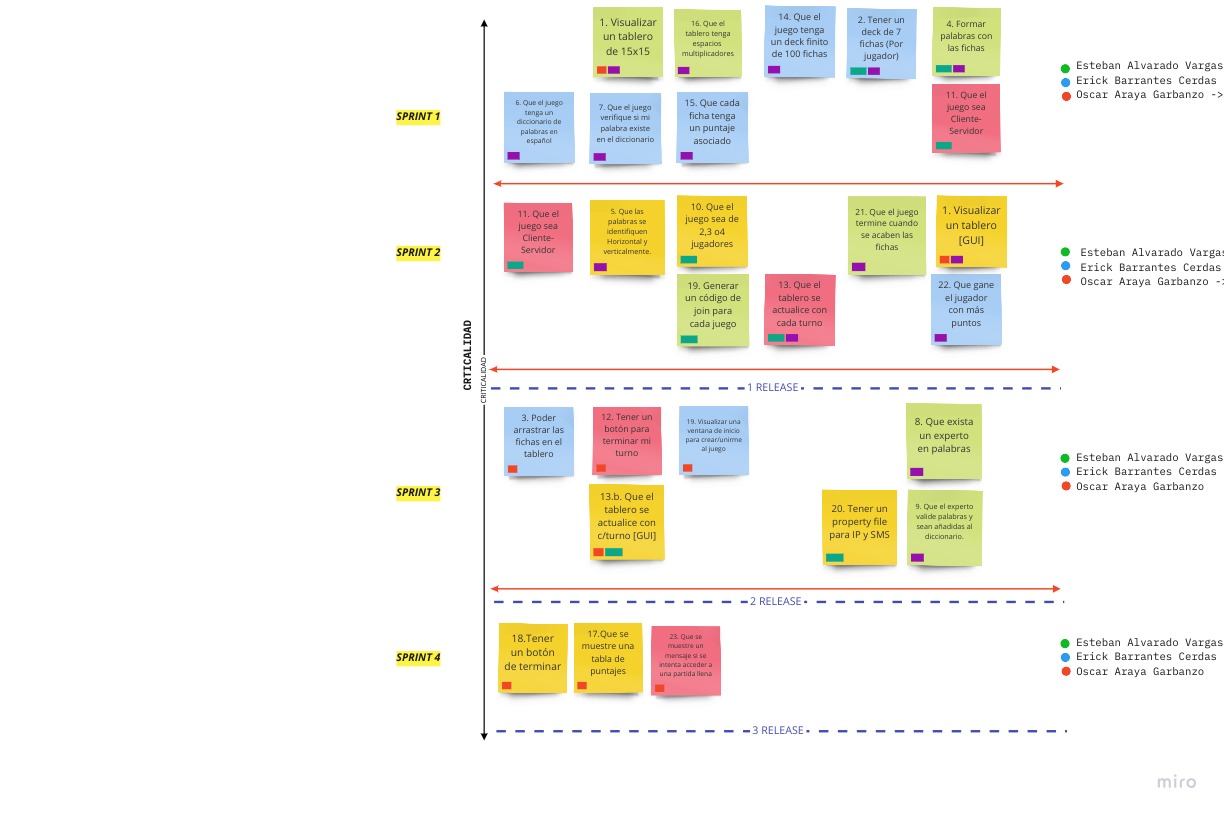 1. Visualizar
un tablero
de 15x15
16. Que el
tablero tenga
espacios
multiplicadores
14. Que el
juego tenga
un deck finito
de 100 fichas
2. Tener un
deck de 7
fichas (Por
jugador)
4. Formar
palabras con
las fichas
Esteban Alvarado Vargas
Erick Barrantes Cerdas
Oscar Araya Garbanzo ->
SPRINT 1
6. Que el juego
tenga un
diccionario de
palabras en
español
7. Que el juego
verifique si mi
palabra existe
en el diccionario
15. Que cada
ficha tenga
un puntaje
asociado
11. Que el
juego sea
Cliente-
Servidor
SPRINT 2
11. Que el
juego sea
Cliente-
Servidor
5. Que las
palabras se
identifiquen
Horizontal y
verticalmente.
10. Que el
juego sea de
2,3 o4
jugadores
21. Que el juego
termine cuando
se acaben las
fichas
1. Visualizar
un tablero
[GUI]
Esteban Alvarado Vargas
Erick Barrantes Cerdas
Oscar Araya Garbanzo ->
19. Generar
un código de
join para
cada juego
13. Que el
tablero se
actualice con
cada turno
22. Que gane
el jugador
con más
puntos
CRTICALIDAD
CRITICALIDAD
1 RELEASE
SPRINT 3
3. Poder
arrastrar las
fichas en el
tablero
12. Tener un
botón para
terminar mi
turno
19. Visualizar una
ventana de inicio
para crear/unirme
al juego
8. Que exista
un experto
en palabras
Esteban Alvarado Vargas
Erick Barrantes Cerdas
Oscar Araya Garbanzo
13.b. Que el
tablero se
actualice con
c/turno [GUI]
20. Tener un
property file
para IP y SMS
9. Que el experto
valide palabras y
sean añadidas al
diccionario.
2 RELEASE
SPRINT 4
18.Tener
un botón
de terminar
17.Que se
muestre una
tabla de
puntajes
23. Que se
muestre un
mensaje si se
intenta acceder a
una partida llena
Esteban Alvarado Vargas
Erick Barrantes Cerdas
Oscar Araya Garbanzo
3 RELEASE
miro